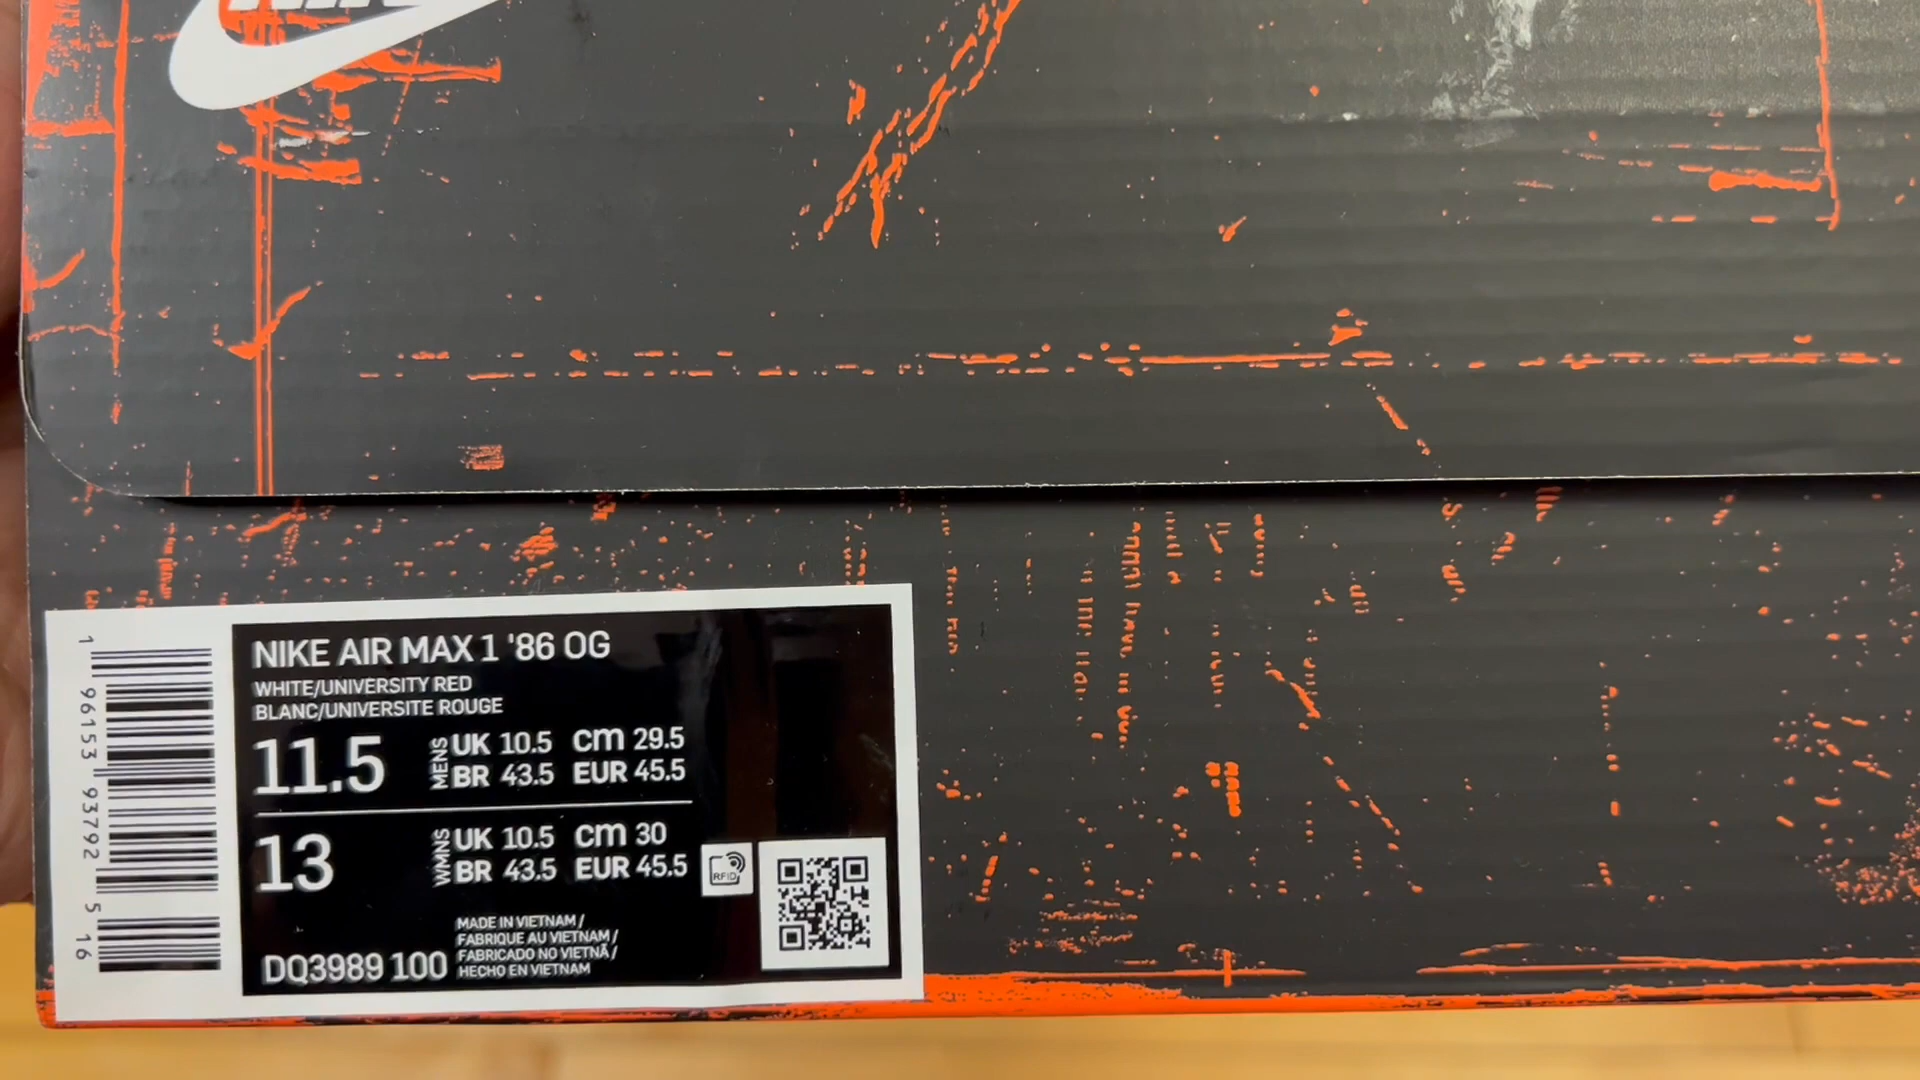 NIKE AIR MAX 1 '86 OG
WHITE/UNIVERSITY RED
BLANC/UNIVERSITE ROUGE
11.5 MENS UK 10.5 cm 29.5
BR 43.5 EUR 45.5
13 WMNS UK 10.5 cm 30
BR 43.5 EUR 45.5
RFID
MADE IN VIETNAM /
FABRIQUE AU VIETNAM /
FABRICADO NO VIETNÃ /
HECHO EN VIETNAM
DQ3989 100
1 96153 93792 5 16